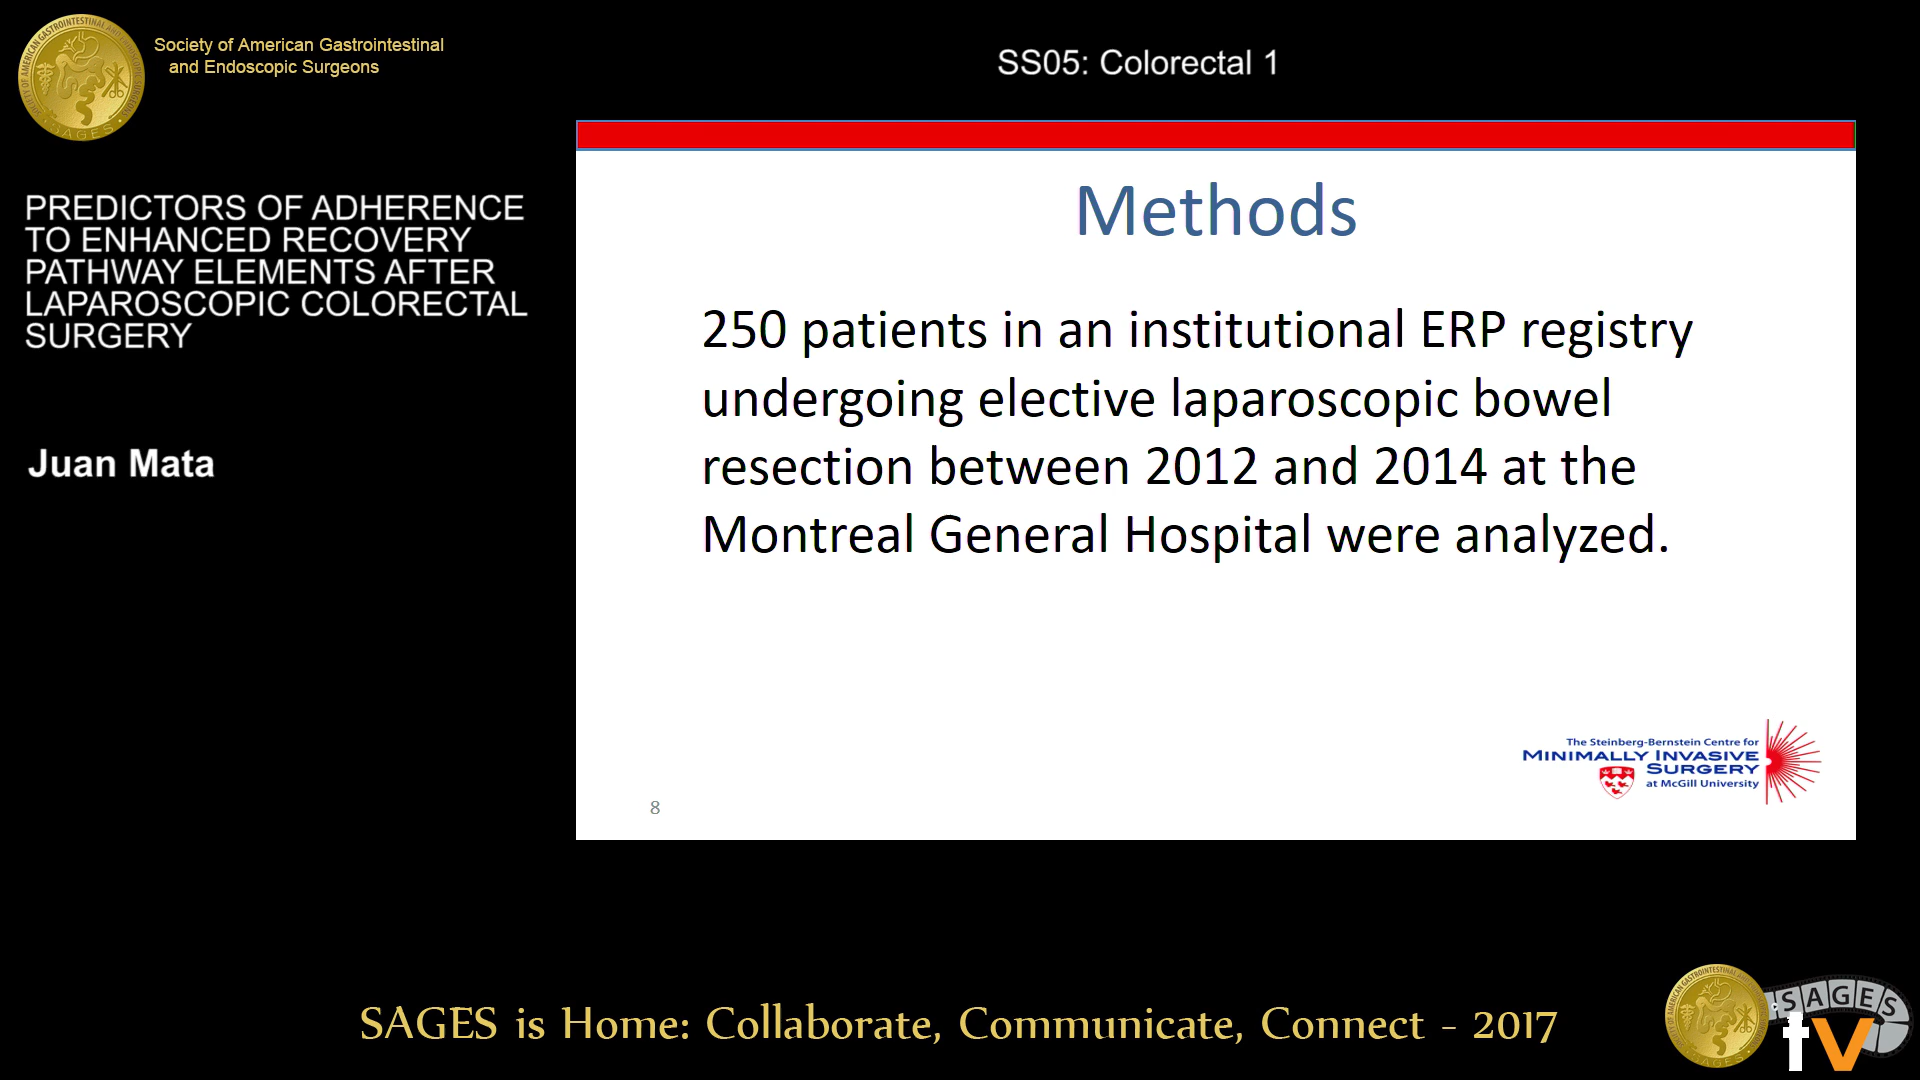 Society of American Gastrointestinal
and Endoscopic Surgeons
SS05: Colorectal 1
PREDICTORS OF ADHERENCE
TO ENHANCED RECOVERY
PATHWAY ELEMENTS AFTER
LAPAROSCOPIC COLORECTAL
SURGERY
Juan Mata
Methods
250 patients in an institutional ERP registry
undergoing elective laparoscopic bowel
resection between 2012 and 2014 at the
Montreal General Hospital were analyzed.
The Steinberg-Bernstein Centre for
MINIMALLY INVASIVE
SURGERY
at McGill University
8
SAGES is Home: Collaborate, Communicate, Connect - 2017
SAGES
tv